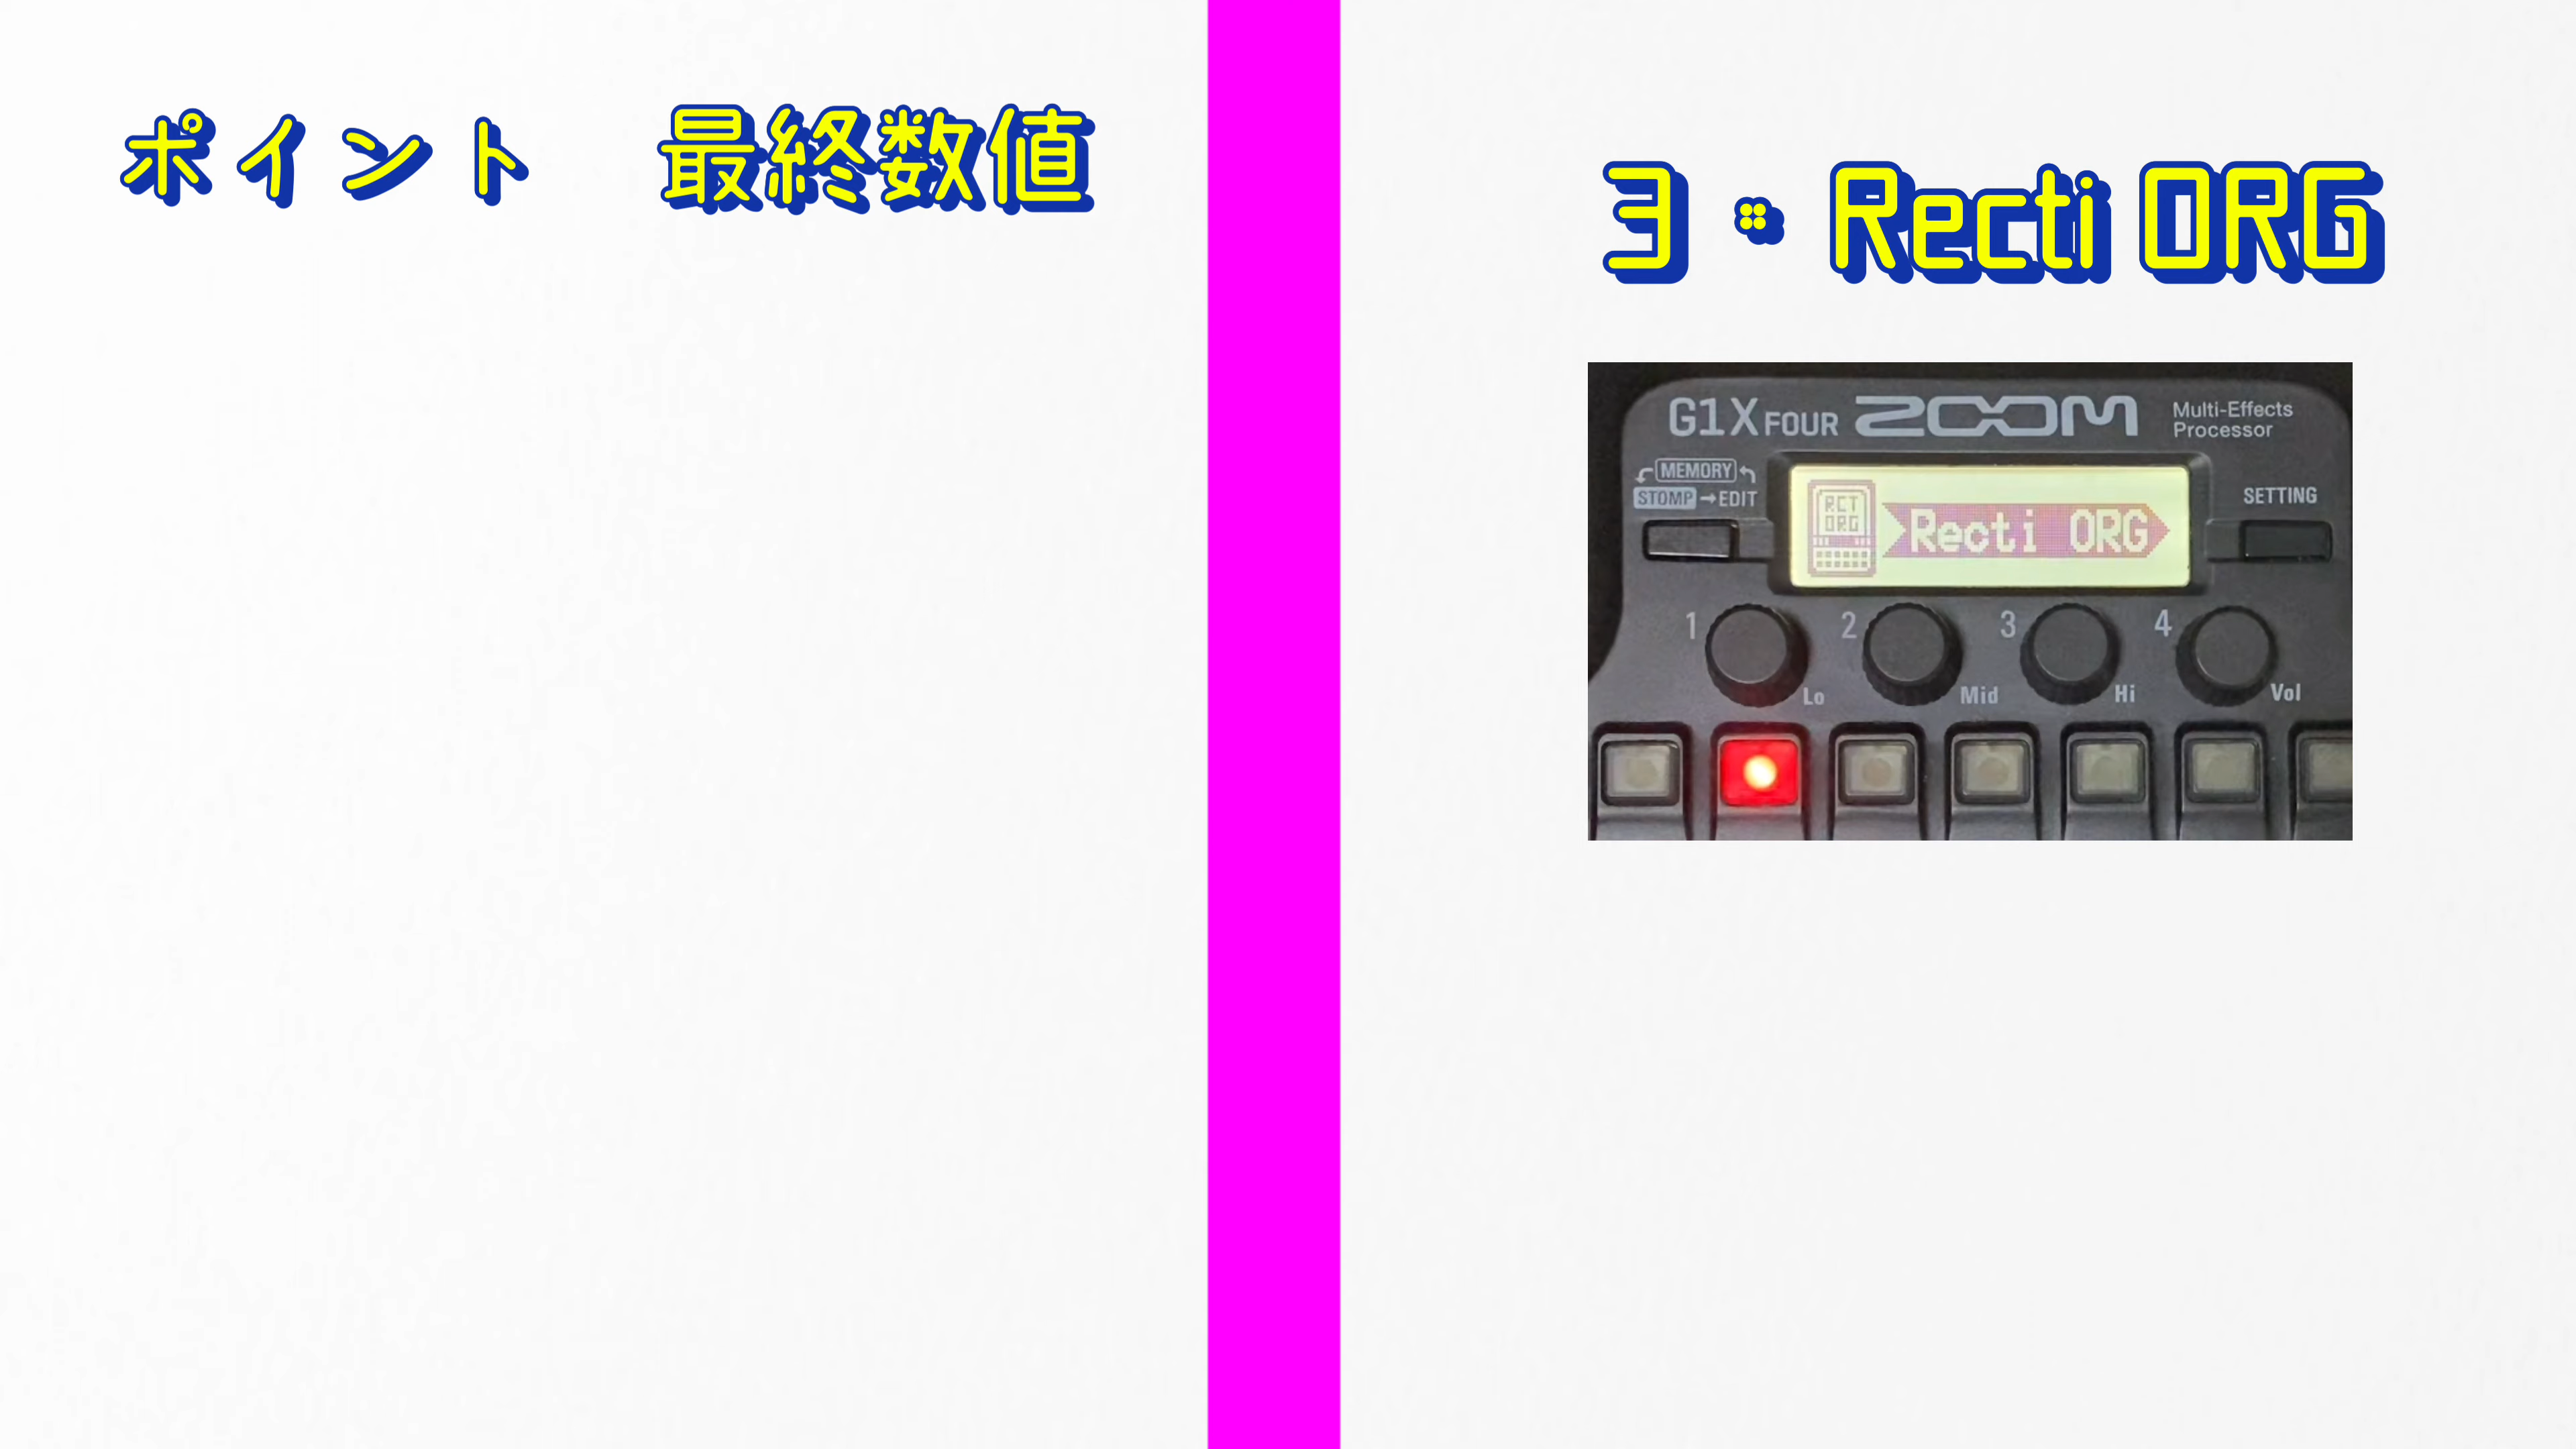 ポイント　最終数値
3・Recti ORG
G1X FOUR ZOOM Multi-Effects
Processor
MEMORY
STOMP→EDIT
RCT
ORG
Recti ORG
SETTING
1 2 3 4
Lo Mid Hi Vol